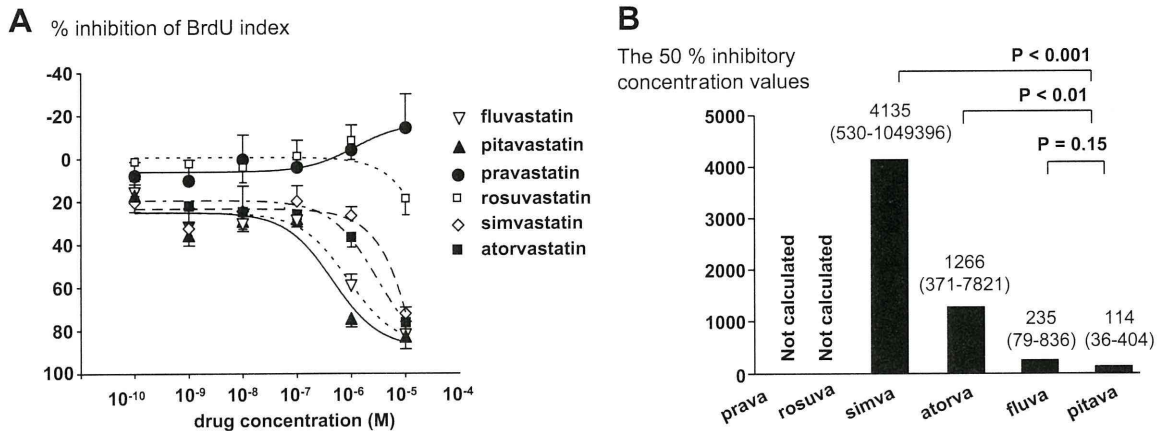 A % inhibition of BrdU index
-40
-20
0
20
40
60
80
100
10-10 10-9 10-8 10-7 10-6 10-5 10-4
drug concentration (M)
fluvastatin
pitavastatin
pravastatin
rosuvastatin
simvastatin
atorvastatin
B
The 50 % inhibitory
concentration values
P < 0.001
P < 0.01
P = 0.15
5000
4000
3000
2000
1000
0
Not calculated
Not calculated
4135
(530-1049396)
1266
(371-7821)
235
(79-836)
114
(36-404)
prava rosuva simva atorva fluva pitava